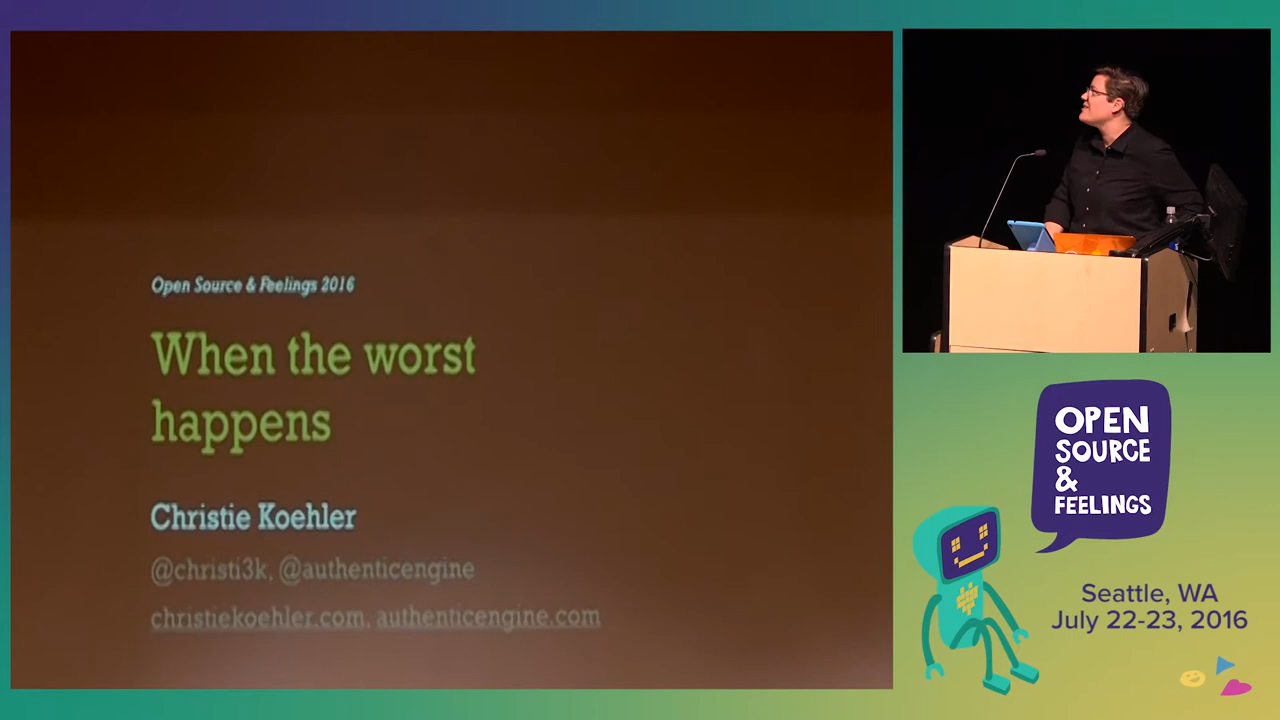 Open Source & Feelings 2016
When the worst
happens
Christie Koehler
@christi3k, @authenticengine
christiekoehler.com, authenticengine.com
OPEN
SOURCE
&
FEELINGS
Seattle, WA
July 22-23, 2016